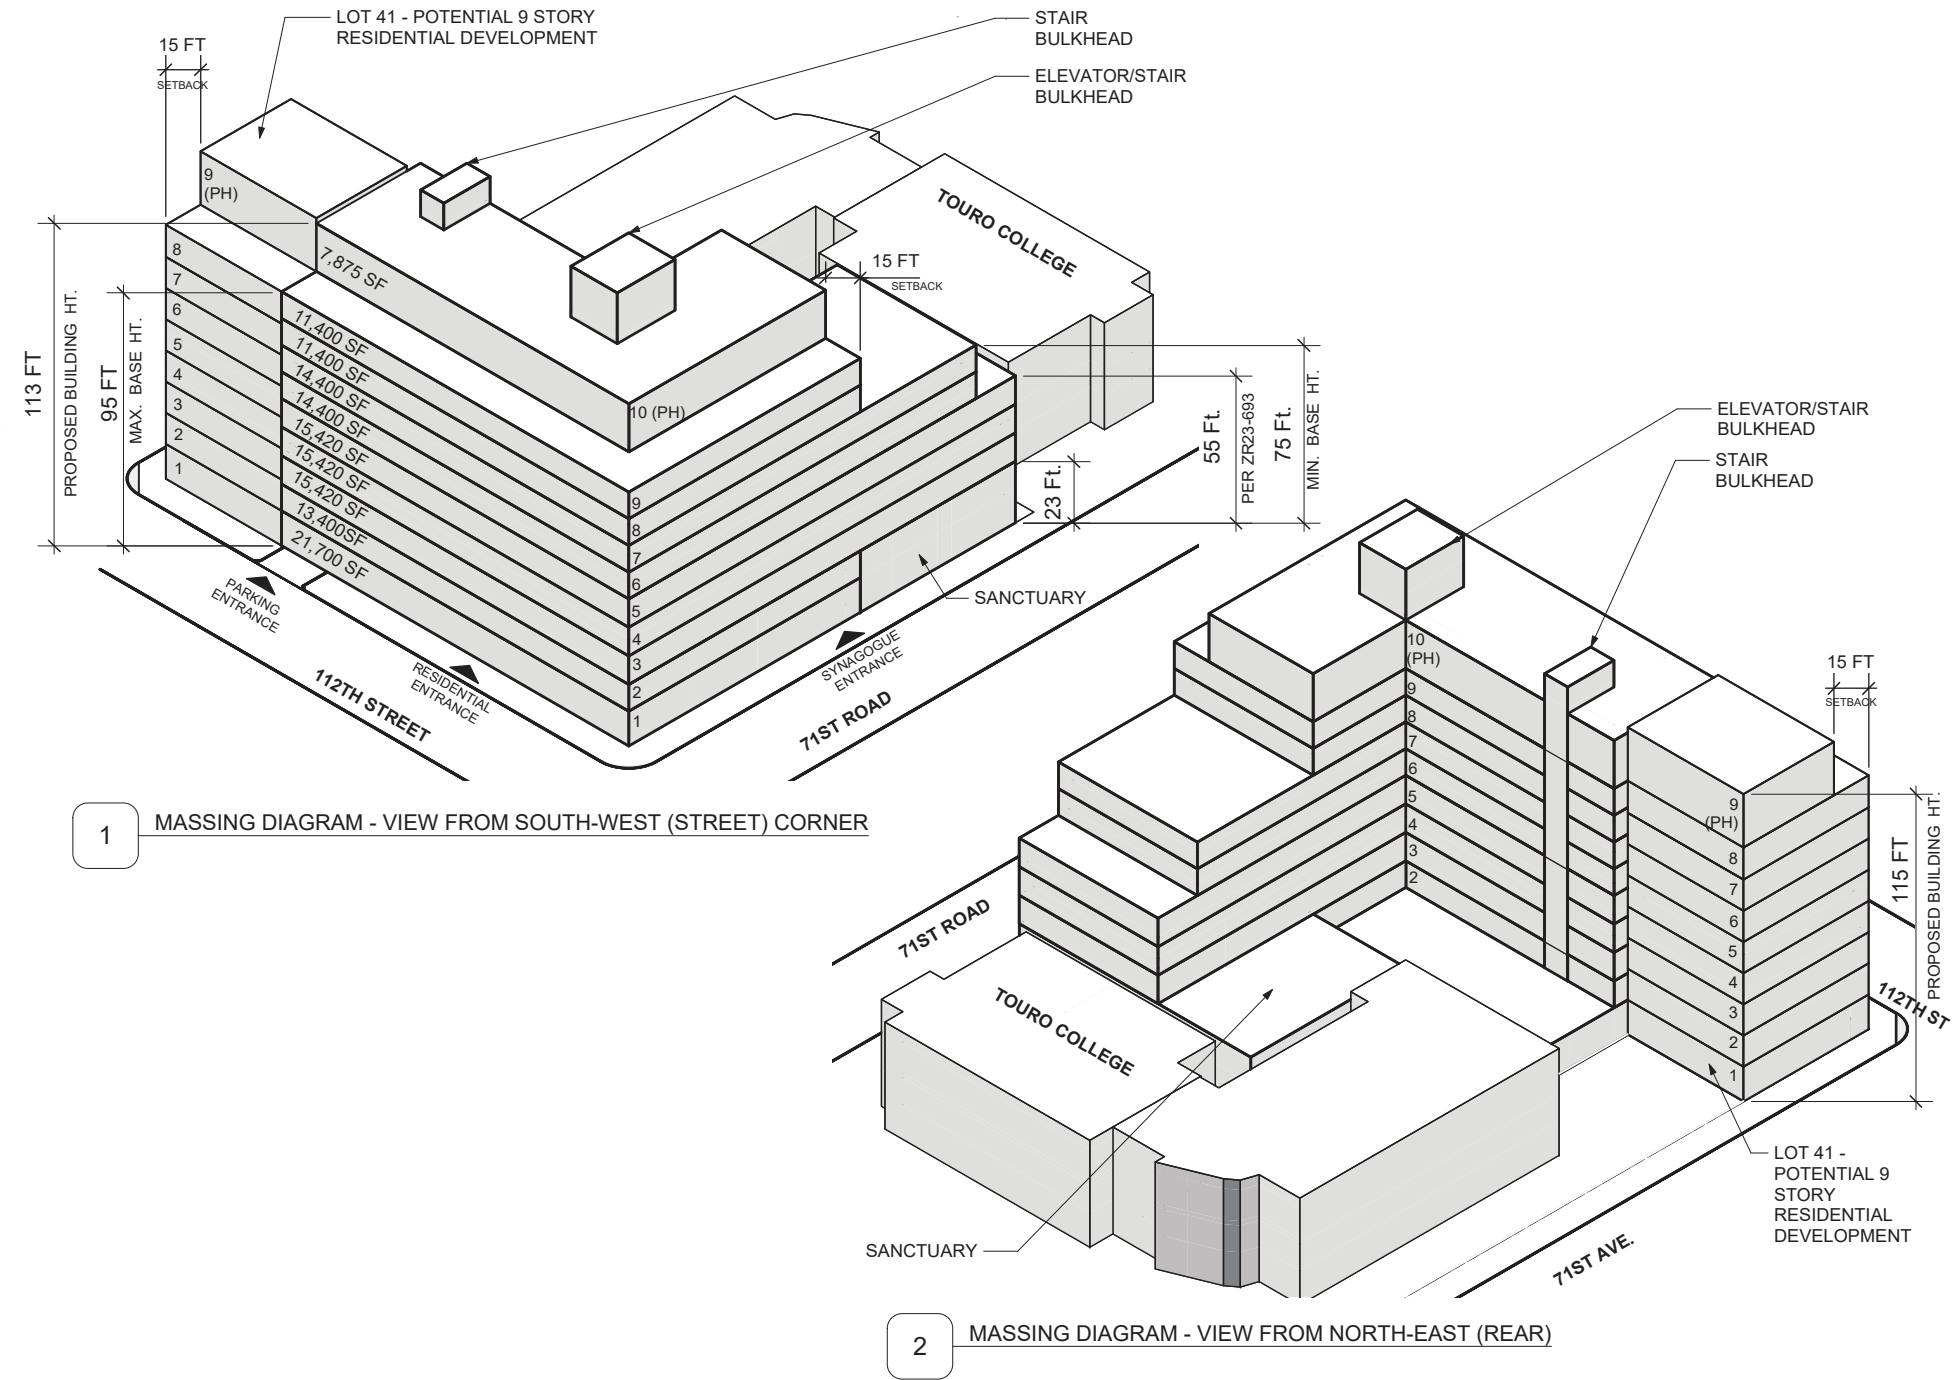 LOT 41 - POTENTIAL 9 STORY
RESIDENTIAL DEVELOPMENT
STAIR
BULKHEAD
ELEVATOR/STAIR
BULKHEAD
15 FT
SETBACK
9
(PH)
TOURO COLLEGE
15 FT
SETBACK
113 FT
PROPOSED BUILDING HT.
95 FT
MAX. BASE HT.
8
7
6
5
4
3
2
1
7,875 SF
11,400 SF
11,400 SF
14,400 SF
14,400 SF
15,420 SF
15,420 SF
15,420 SF
13,400SF
21,700 SF
10 (PH)
9
8
7
6
5
4
3
2
1
23 Ft.
55 Ft.
PER ZR23-693
75 Ft.
MIN. BASE HT.
SANCTUARY
PARKING
ENTRANCE
RESIDENTIAL
ENTRANCE
SYNAGOGUE
ENTRANCE
112TH STREET
71ST ROAD
1
MASSING DIAGRAM - VIEW FROM SOUTH-WEST (STREET) CORNER
ELEVATOR/STAIR
BULKHEAD
STAIR
BULKHEAD
10
(PH)
9
8
7
6
5
4
3
2
15 FT
SETBACK
9
(PH)
8
7
6
5
4
3
2
1
115 FT
PROPOSED BUILDING HT.
71ST ROAD
TOURO COLLEGE
112TH ST
SANCTUARY
LOT 41 -
POTENTIAL 9
STORY
RESIDENTIAL
DEVELOPMENT
71ST AVE.
2
MASSING DIAGRAM - VIEW FROM NORTH-EAST (REAR)